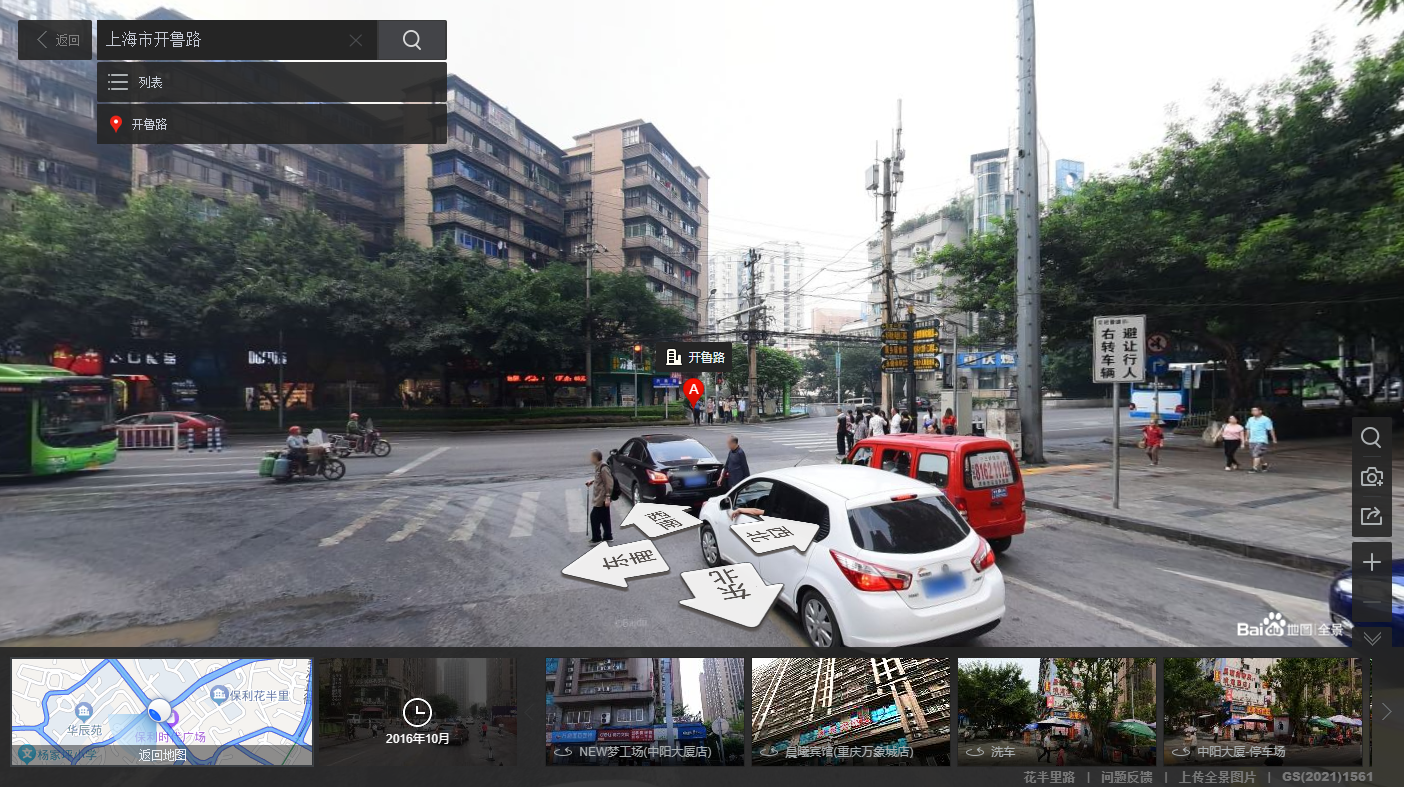 返回
上海市开鲁路
列表
开鲁路
开鲁路
A
避让行人
右转车辆
西南
西北
东南
东北
©Baidu
Baidu地图|全景
保利花半里
华辰苑
保利时代广场
杨家坪小学
返回地图
2016年10月
NEW梦工场(中阳大厦店)
晨隆宾馆(重庆万象城店)
洗车
中阳大厦-停车场
花半里路 | 问题反馈 | 上传全景图片 | GS(2021)1561